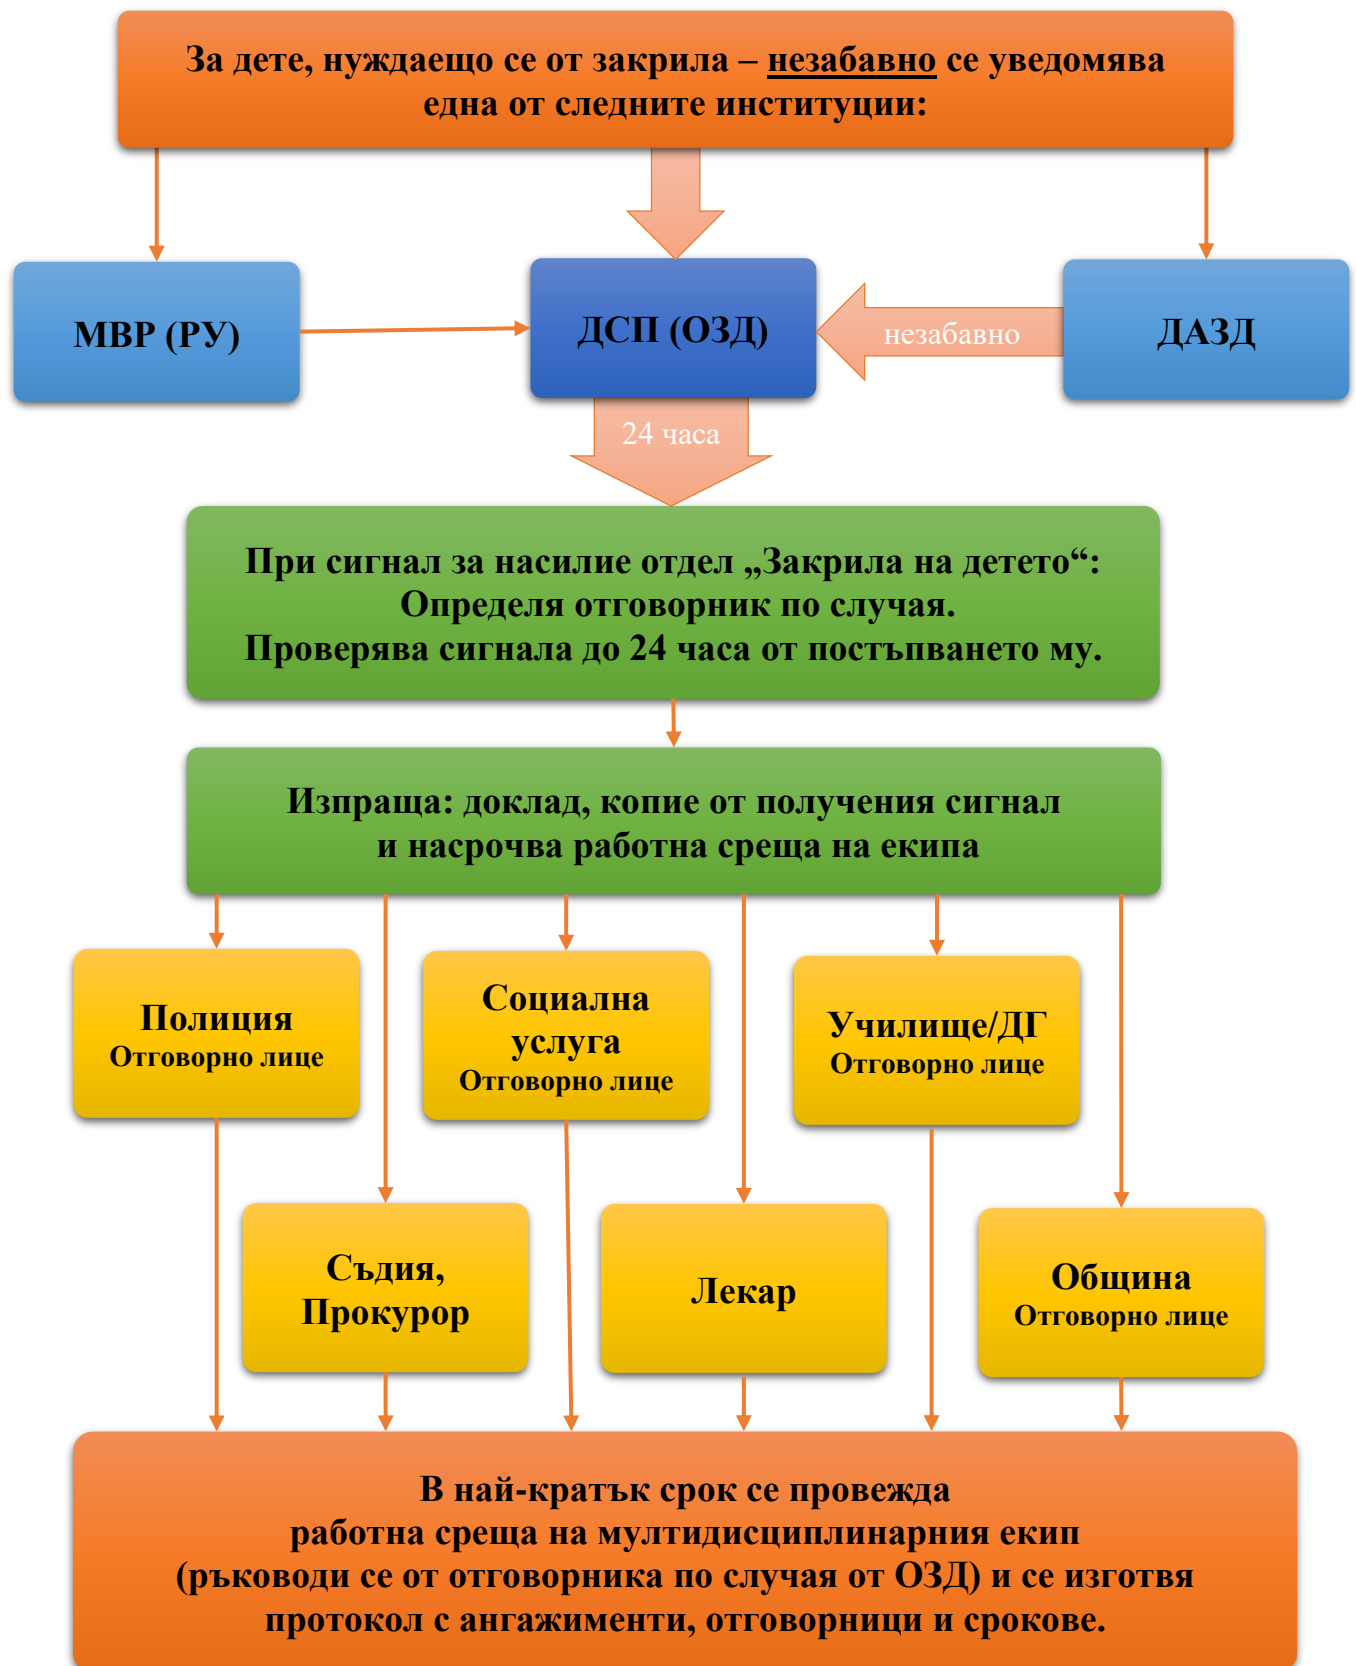 За дете, нуждаещо се от закрила – незабавно се уведомява
една от следните институции:
МВР (РУ)
ДСП (ОЗД)
незабавно
ДАЗД
24 часа
При сигнал за насилие отдел „Закрила на детето“:
Определя отговорник по случая.
Проверява сигнала до 24 часа от постъпването му.
Изпраща: доклад, копие от получения сигнал
и насрочва работна среща на екипа
Полиция
Отговорно лице
Социална
услуга
Отговорно лице
Училище/ДГ
Отговорно лице
Съдия,
Прокурор
Лекар
Община
Отговорно лице
В най-кратък срок се провежда
работна среща на мултидисциплинарния екип
(ръководи се от отговорника по случая от ОЗД) и се изготвя
протокол с ангажименти, отговорници и срокове.